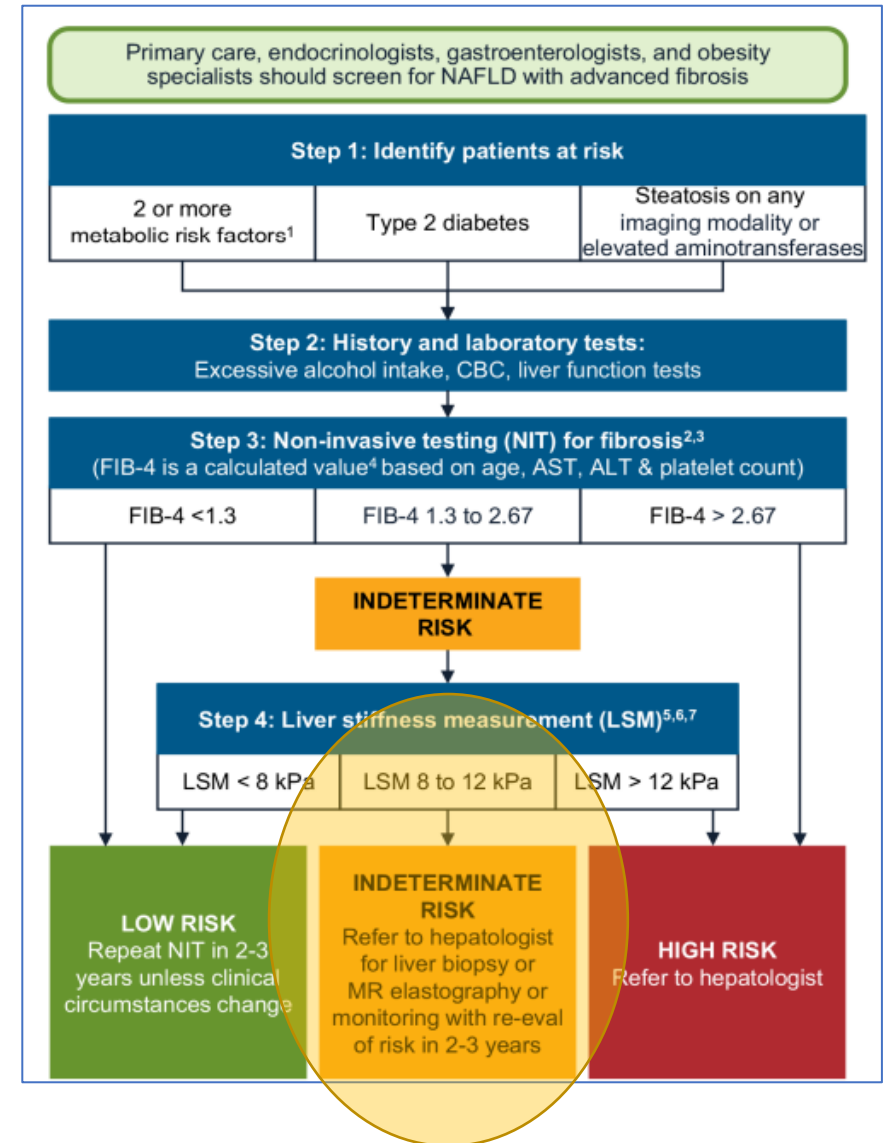 Primary care, endocrinologists, gastroenterologists, and obesity
specialists should screen for NAFLD with advanced fibrosis
Step 1: Identify patients at risk
2 or more
metabolic risk factors¹
Type 2 diabetes
Steatosis on any
imaging modality or
elevated aminotransferases
Step 2: History and laboratory tests:
Excessive alcohol intake, CBC, liver function tests
Step 3: Non-invasive testing (NIT) for fibrosis²,³
(FIB-4 is a calculated value⁴ based on age, AST, ALT & platelet count)
FIB-4 <1.3
FIB-4 1.3 to 2.67
FIB-4 > 2.67
INDETERMINATE
RISK
Step 4: Liver stiffness measurement (LSM)⁵,⁶,⁷
LSM < 8 kPa
LSM 8 to 12 kPa
LSM > 12 kPa
LOW RISK
Repeat NIT in 2-3
years unless clinical
circumstances change
INDETERMINATE
RISK
Refer to hepatologist
for liver biopsy or
MR elastography or
monitoring with re-eval
of risk in 2-3 years
HIGH RISK
Refer to hepatologist